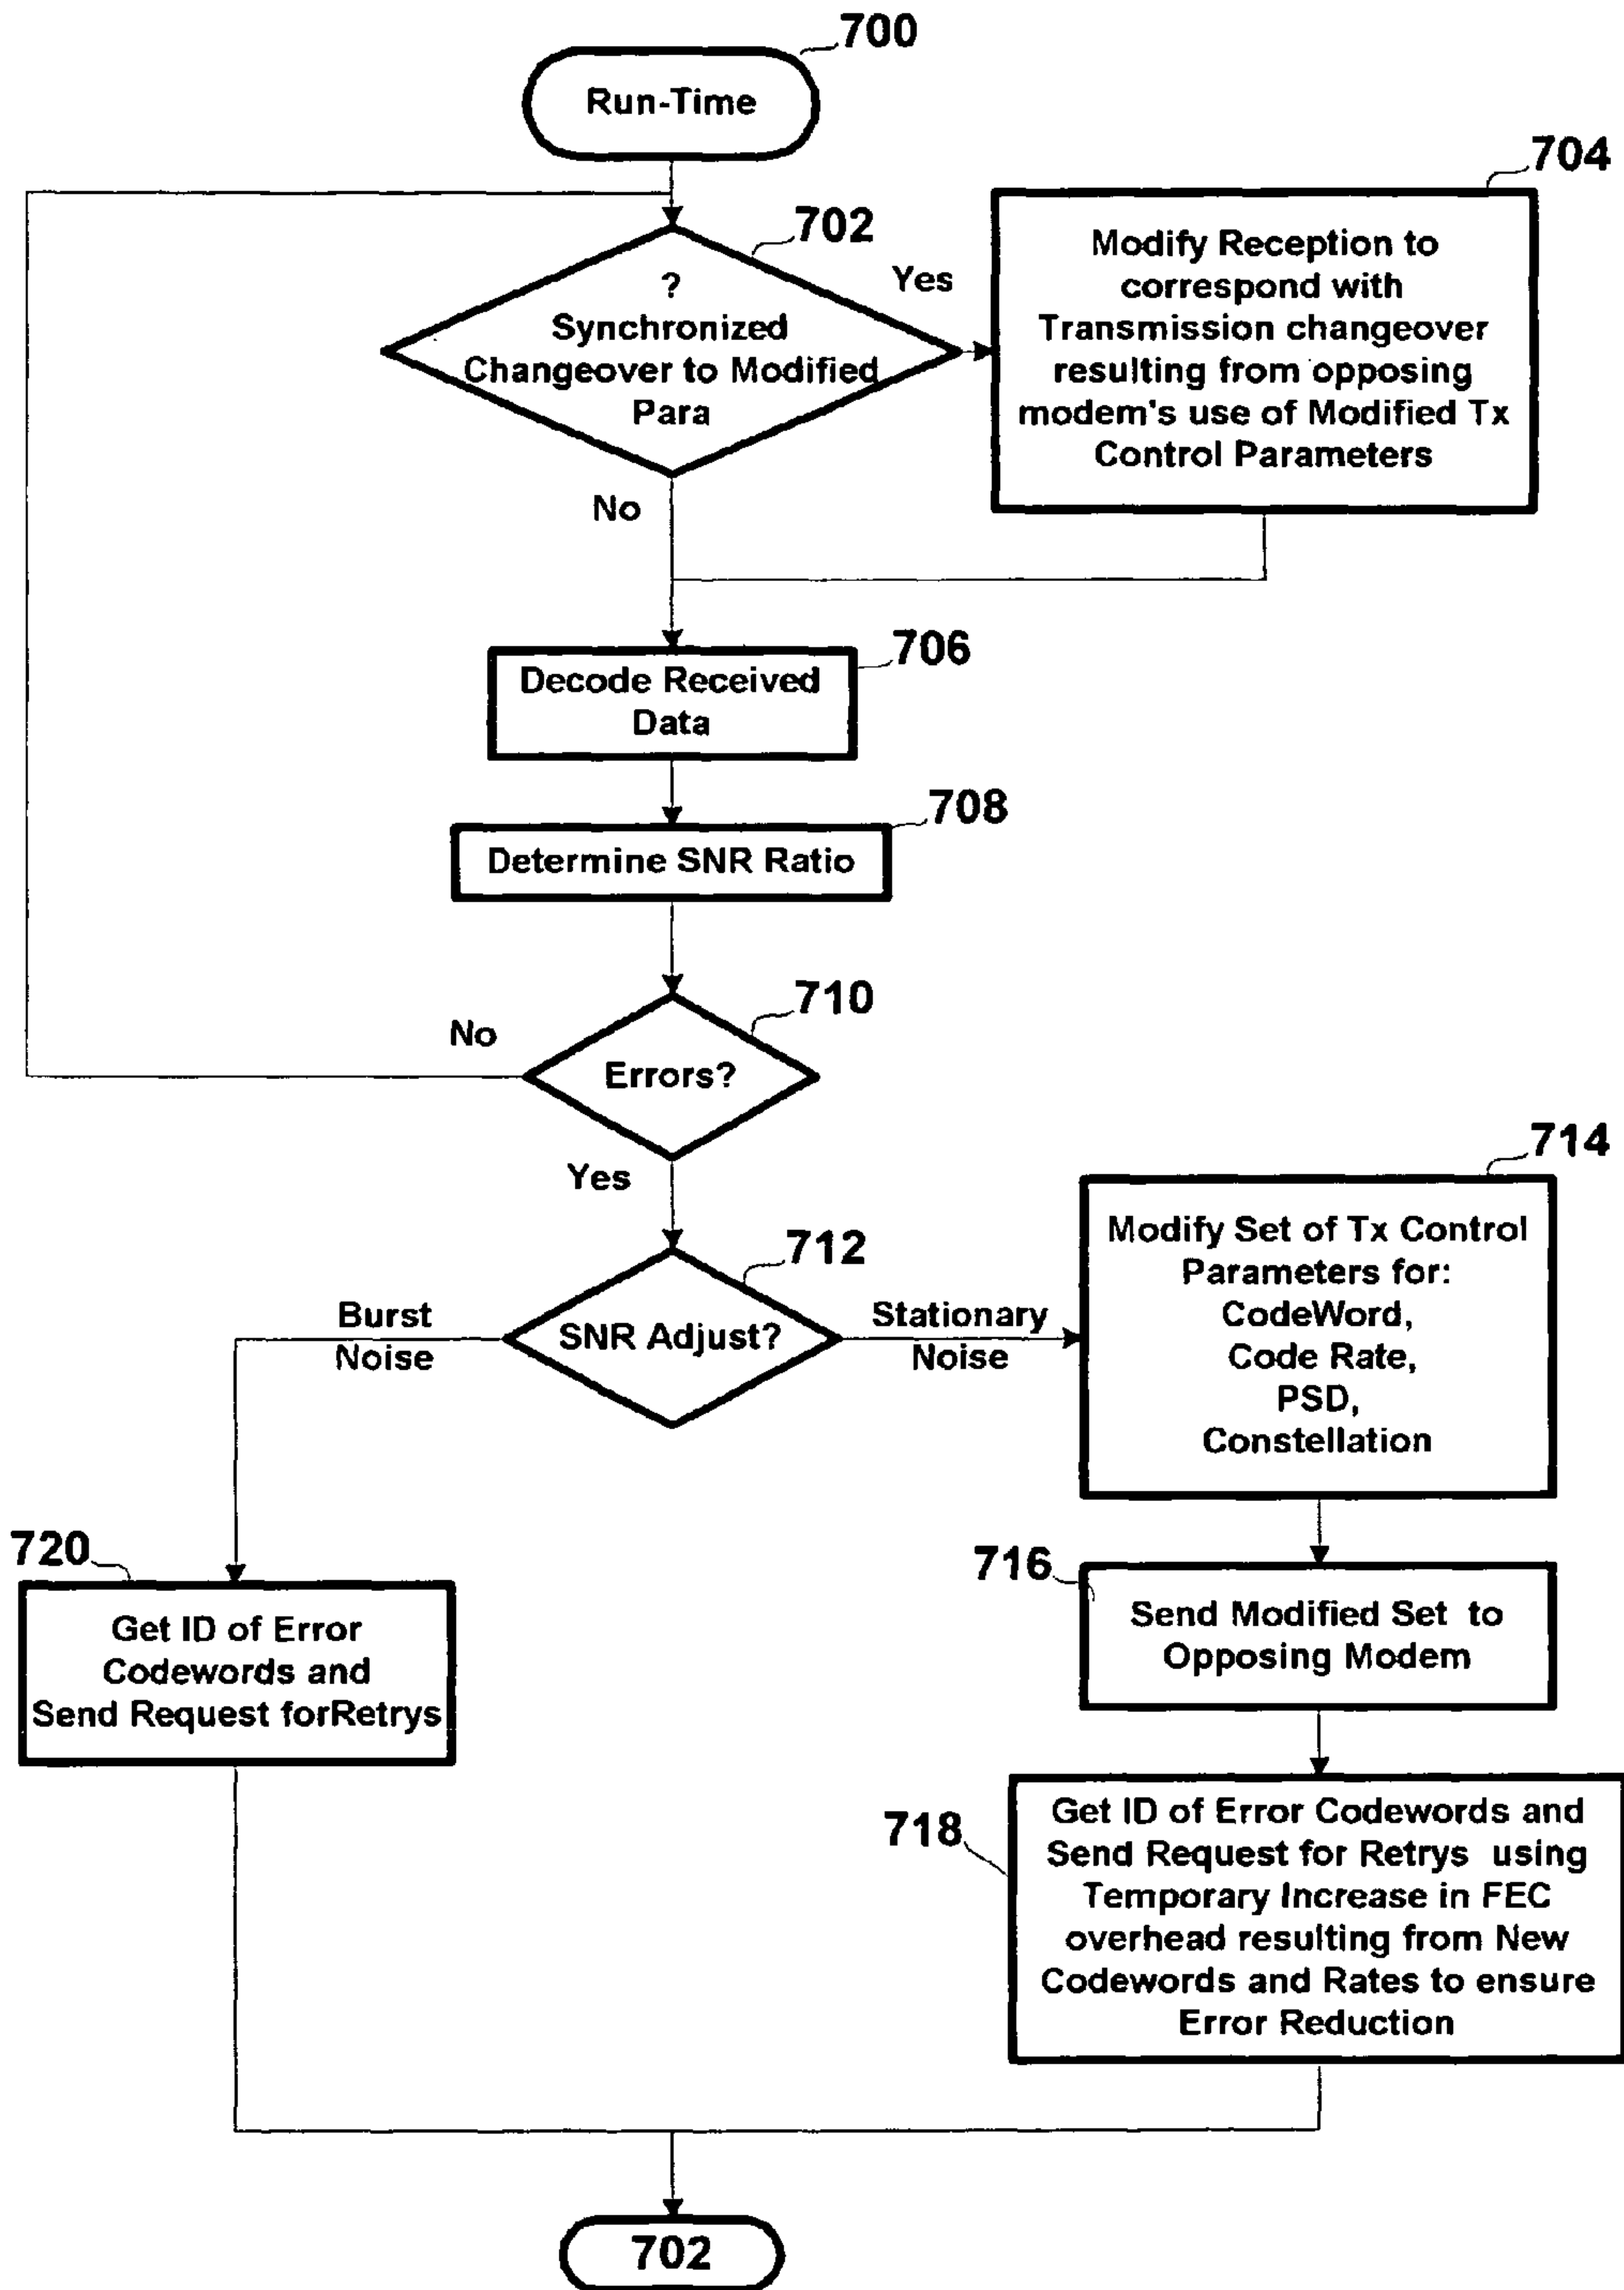 700
Run-Time
702
?
Synchronized
Changeover to Modified
Para
Yes
No
704
Modify Reception to
correspond with
Transmission changeover
resulting from opposing
modem's use of Modified Tx
Control Parameters
706
Decode Received
Data
708
Determine SNR Ratio
710
Errors?
No
Yes
712
SNR Adjust?
Burst
Noise
Stationary
Noise
714
Modify Set of Tx Control
Parameters for:
CodeWord,
Code Rate,
PSD,
Constellation
716
Send Modified Set to
Opposing Modem
718
Get ID of Error Codewords and
Send Request for Retrys using
Temporary Increase in FEC
overhead resulting from New
Codewords and Rates to ensure
Error Reduction
720
Get ID of Error
Codewords and
Send Request forRetrys
702